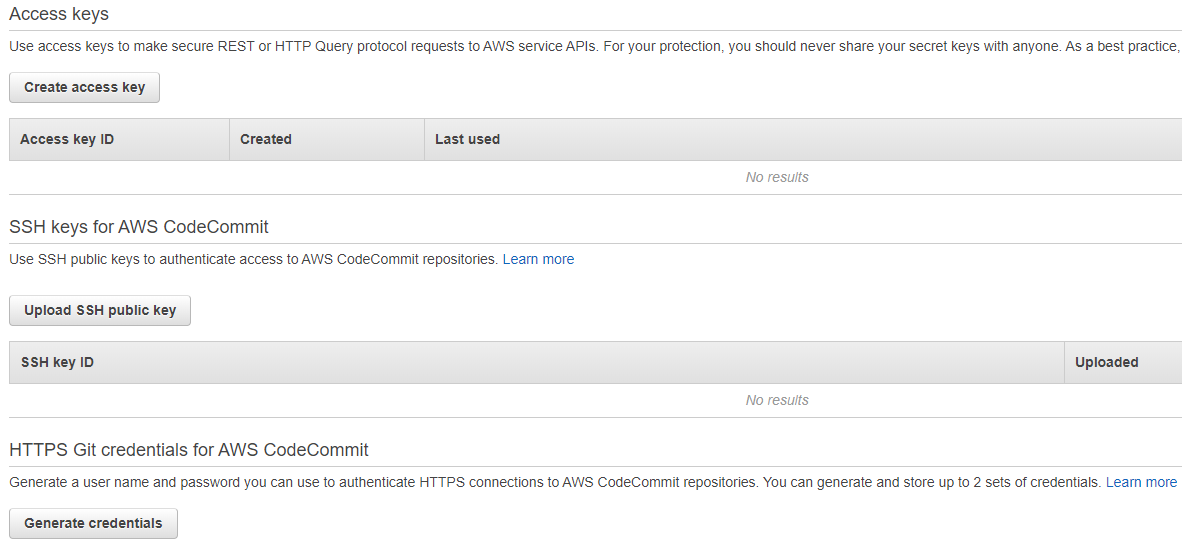 Access keys
Use access keys to make secure REST or HTTP Query protocol requests to AWS service APIs. For your protection, you should never share your secret keys with anyone. As a best practice,
Create access key
Access key ID Created Last used
No results
SSH keys for AWS CodeCommit
Use SSH public keys to authenticate access to AWS CodeCommit repositories. Learn more
Upload SSH public key
SSH key ID Uploaded
No results
HTTPS Git credentials for AWS CodeCommit
Generate a user name and password you can use to authenticate HTTPS connections to AWS CodeCommit repositories. You can generate and store up to 2 sets of credentials. Learn more
Generate credentials